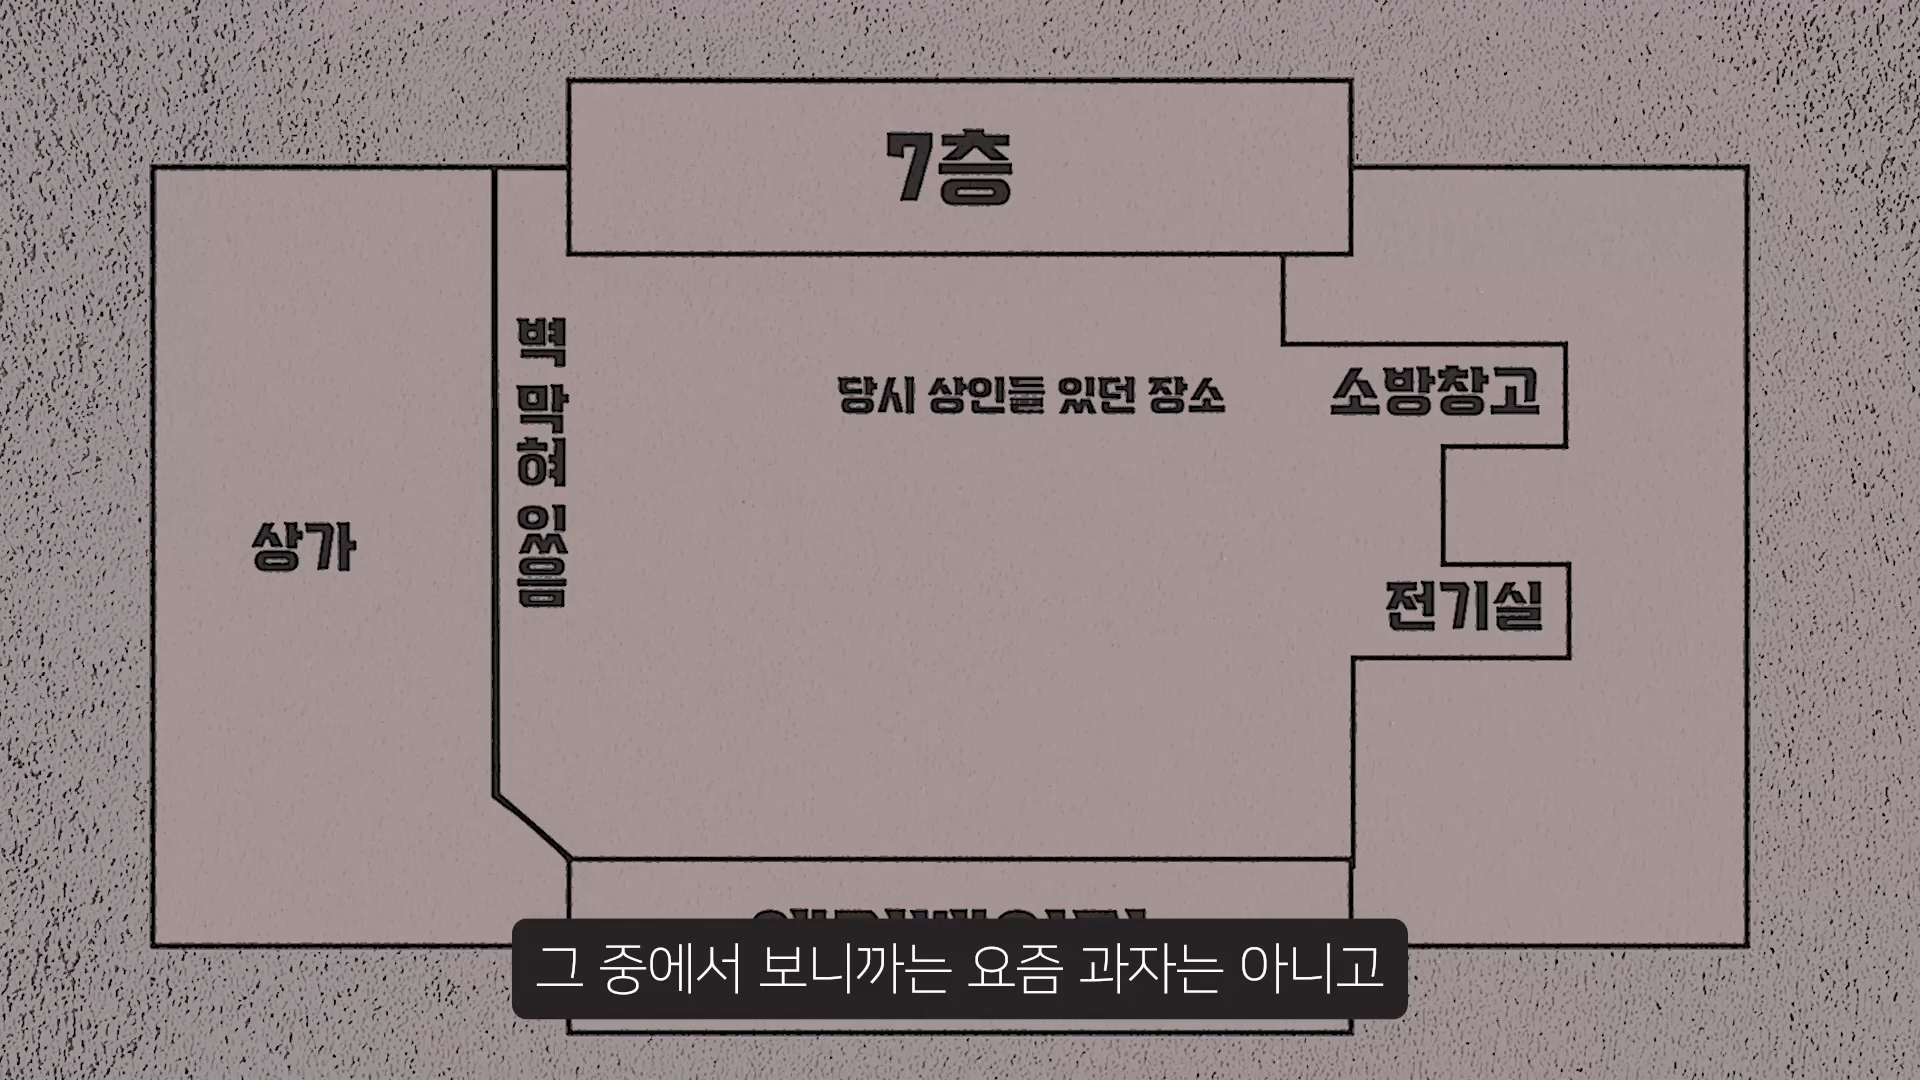 7층
벽 막혀 있음
당시 상인들 있던 장소
소방창고
상가
전기실
그 중에서 보니까는 요즘 과자는 아니고